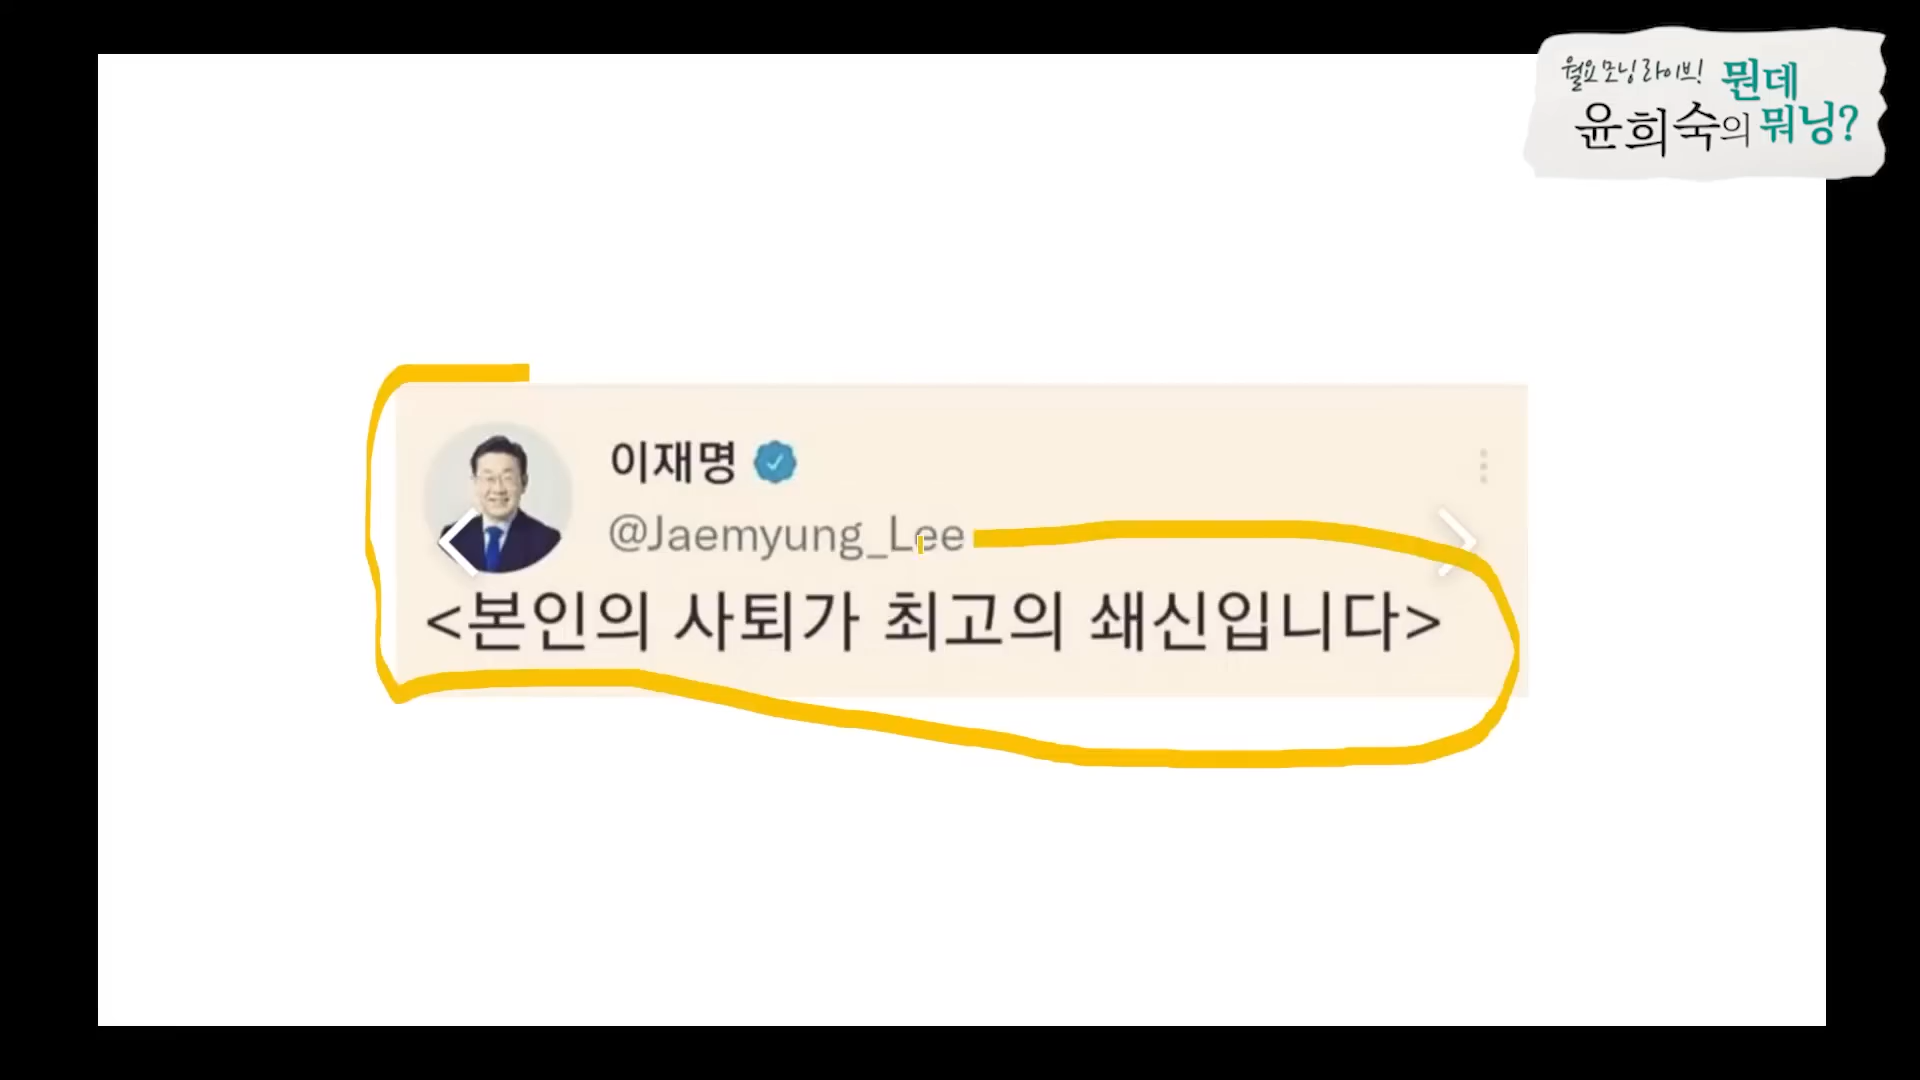 월요 모닝 라이브! 뭔데
윤희숙의 뭐닝?
이재명
@Jaemyung_Lee
<본인의 사퇴가 최고의 쇄신입니다>